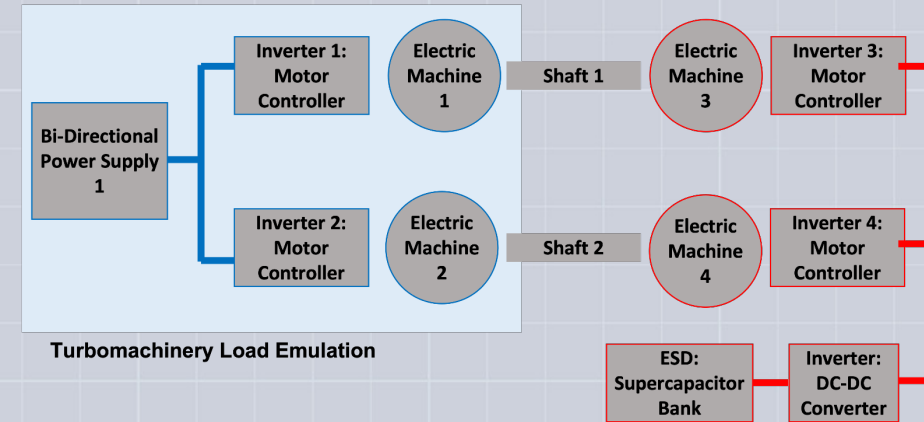 Bi-Directional
Power Supply
1
Inverter 1:
Motor
Controller
Electric
Machine
1
Shaft 1
Electric
Machine
3
Inverter 3:
Motor
Controller
Inverter 2:
Motor
Controller
Electric
Machine
2
Shaft 2
Electric
Machine
4
Inverter 4:
Motor
Controller
Turbomachinery Load Emulation
ESD:
Supercapacitor
Bank
Inverter:
DC-DC
Converter